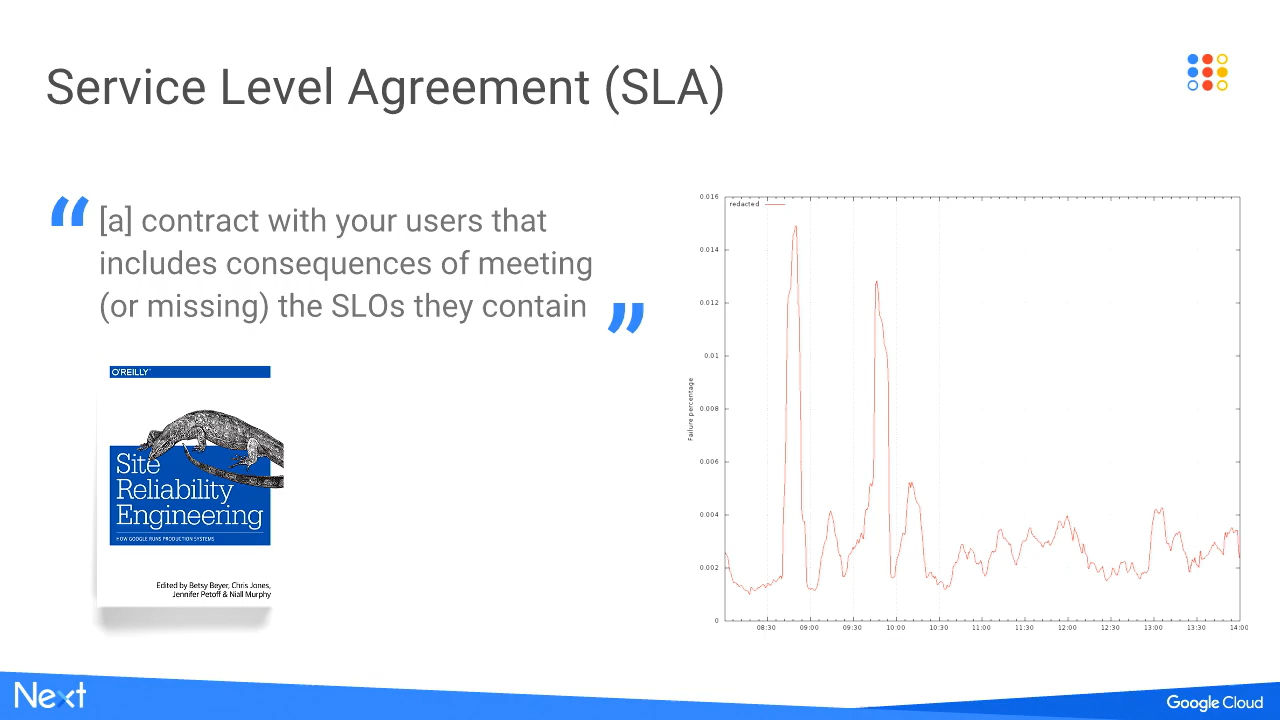 Service Level Agreement (SLA)
“ [a] contract with your users that
includes consequences of meeting
(or missing) the SLOs they contain ”
O'REILLY
Site
Reliability
Engineering
HOW GOOGLE RUNS PRODUCTION SYSTEMS
Edited by Betsy Beyer, Chris Jones,
Jennifer Petoff & Niall Murphy
redacted
Failure percentage
0.016
0.014
0.012
0.01
0.008
0.006
0.004
0.002
0
08:30 09:00 09:30 10:00 10:30 11:00 11:30 12:00 12:30 13:00 13:30 14:00
Next
Google Cloud